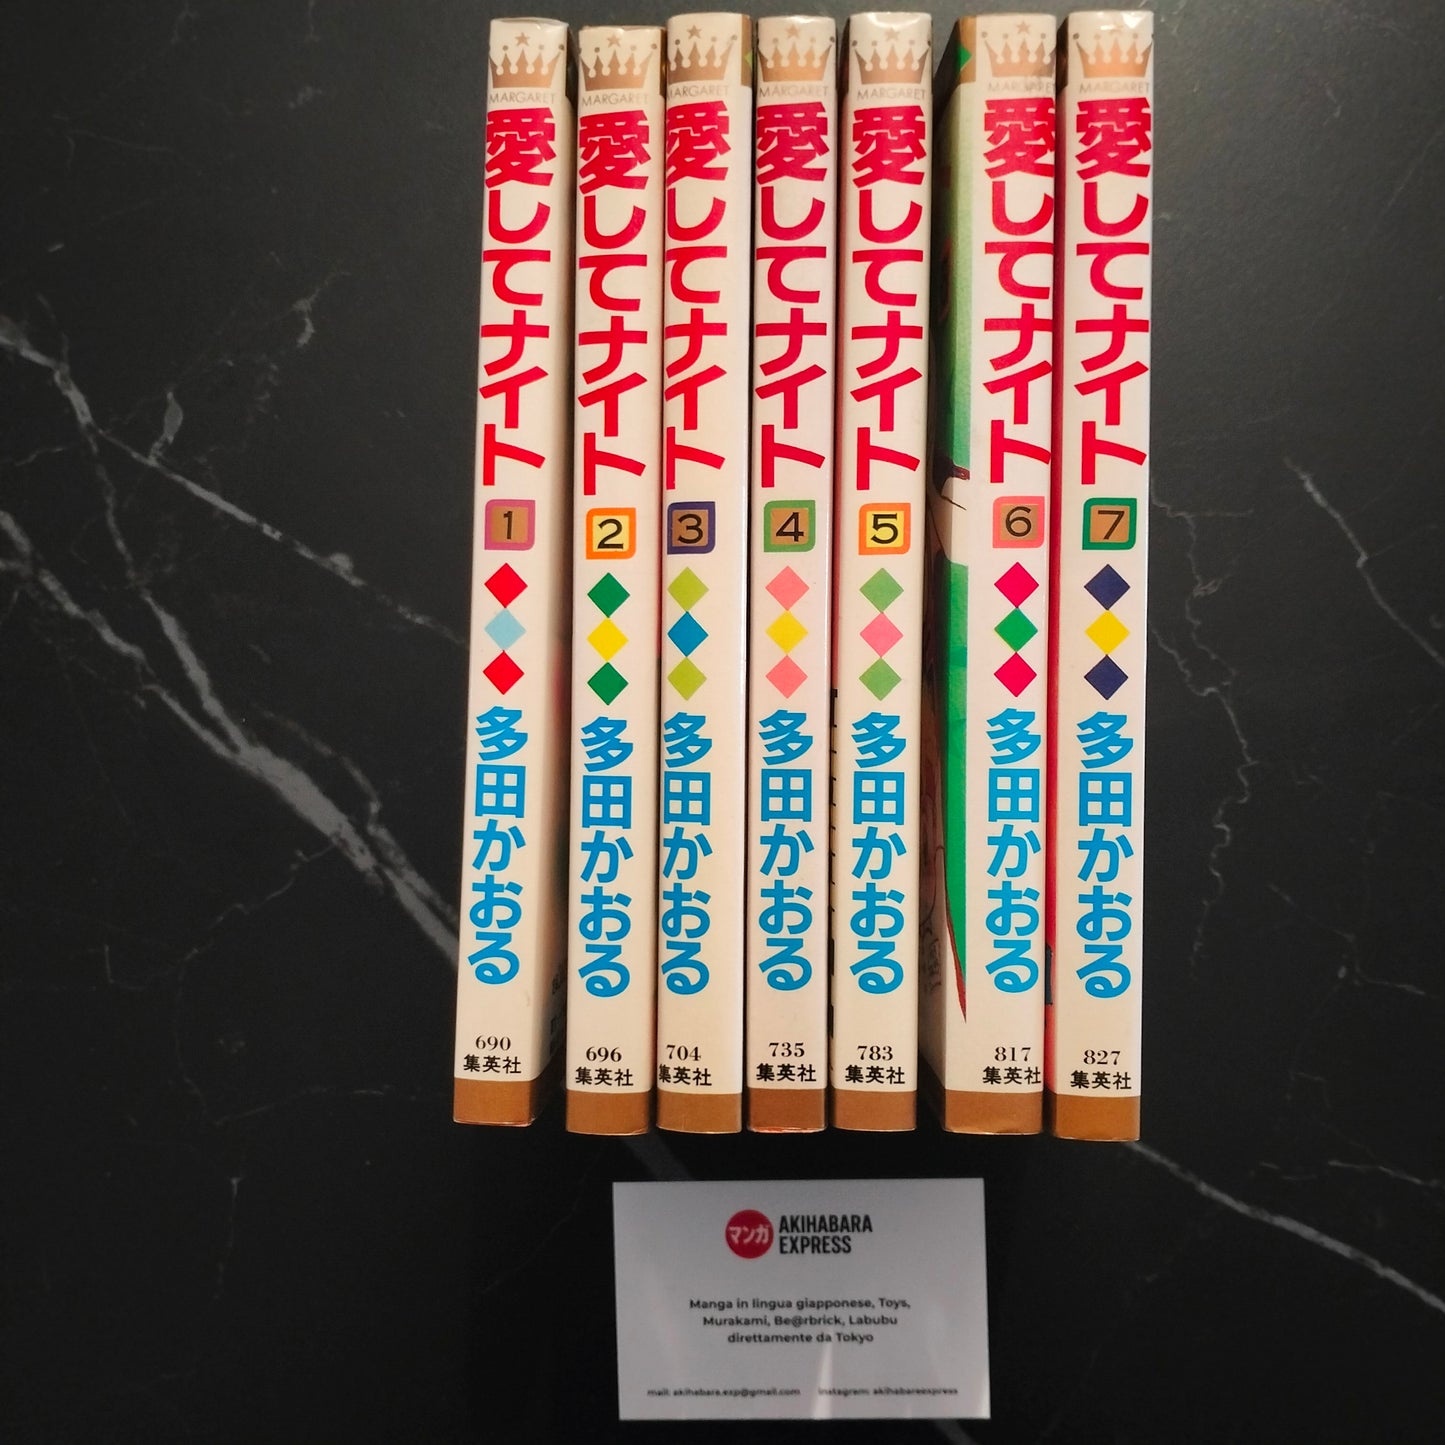 MARGARET
愛してナイト
1
多田かおる
690
集英社
MARGARET
愛してナイト
2
多田かおる
696
集英社
MARGARET
愛してナイト
3
多田かおる
704
集英社
MARGARET
愛してナイト
4
多田かおる
735
集英社
MARGARET
愛してナイト
5
多田かおる
783
集英社
MARGARET
愛してナイト
6
多田かおる
817
集英社
MARGARET
愛してナイト
7
多田かおる
827
集英社
マンガ
AKIHABARA
EXPRESS
Manga in lingua giapponese, Toys,
Murakami, Be@rbrick, Labubu
direttamente da Tokyo
mail: akihabara.exp@gmail.com instagram: akihabareexpress